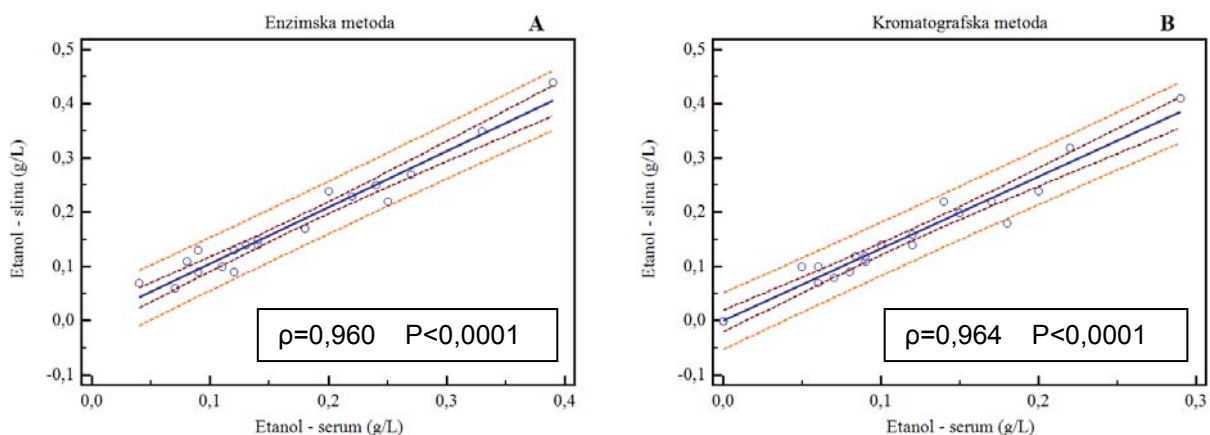 Enzimska metoda A
0,5
0,4
0,3
0,2
0,1
0,0
-0,1
Etanol - slina (g/L)
ρ=0,960 P<0,0001
0,0 0,1 0,2 0,3 0,4
Etanol - serum (g/L)
Kromatografska metoda B
0,5
0,4
0,3
0,2
0,1
0,0
-0,1
Etanol - slina (g/L)
ρ=0,964 P<0,0001
0,0 0,1 0,2 0,3
Etanol - serum (g/L)